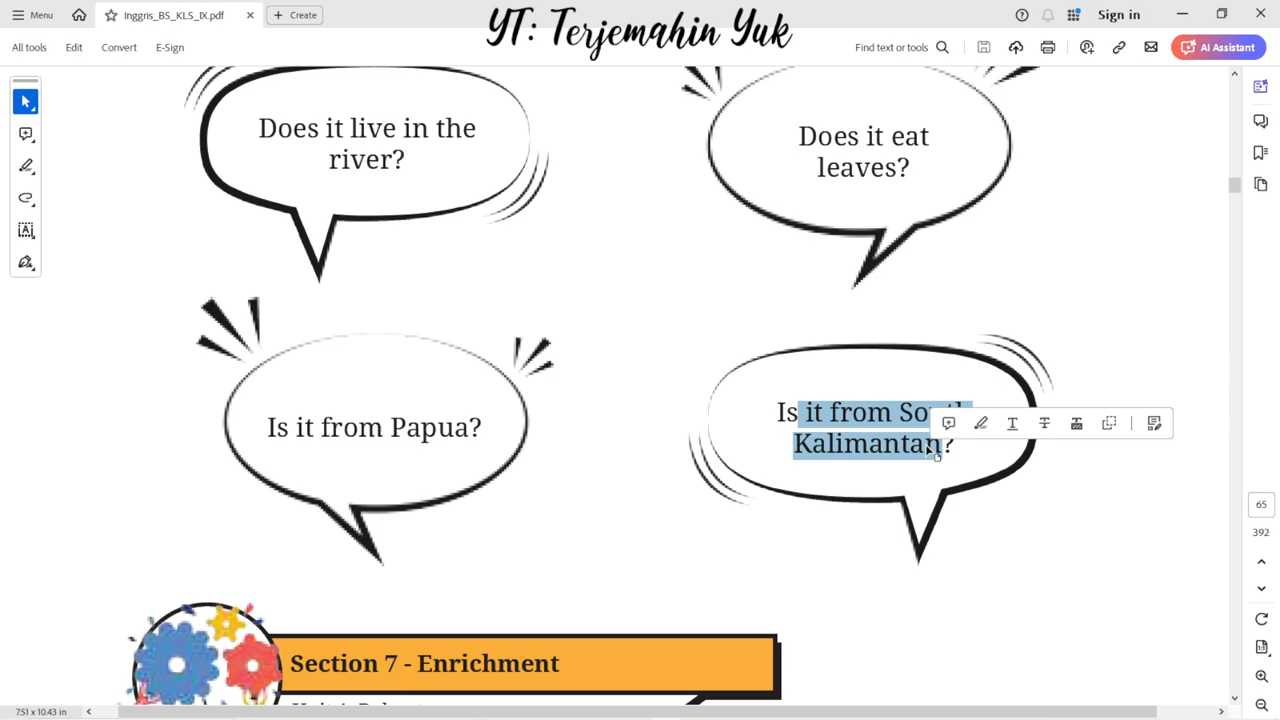 Menu
Inggris_BS_KLS_IX.pdf
Create
YT: Terjemahin Yuk
Sign in
All tools
Edit
Convert
E-Sign
Find text or tools
AI Assistant
Does it live in the
river?
Does it eat
leaves?
Is it from Papua?
Is it from South
Kalimantan?
65
392
Section 7 - Enrichment
7.51 x 10.43 in